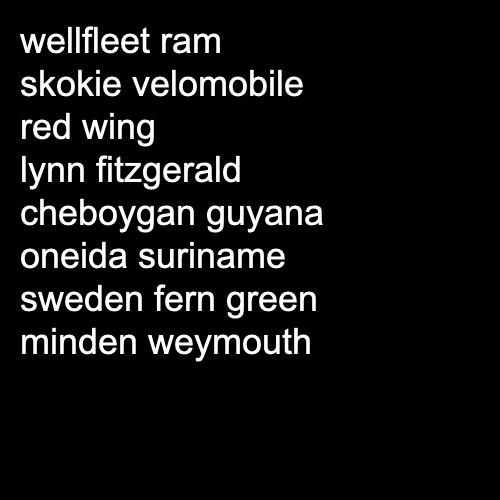 wellfleet ram
skokie velomobile
red wing
lynn fitzgerald
cheboygan guyana
oneida suriname
sweden fern green
minden weymouth